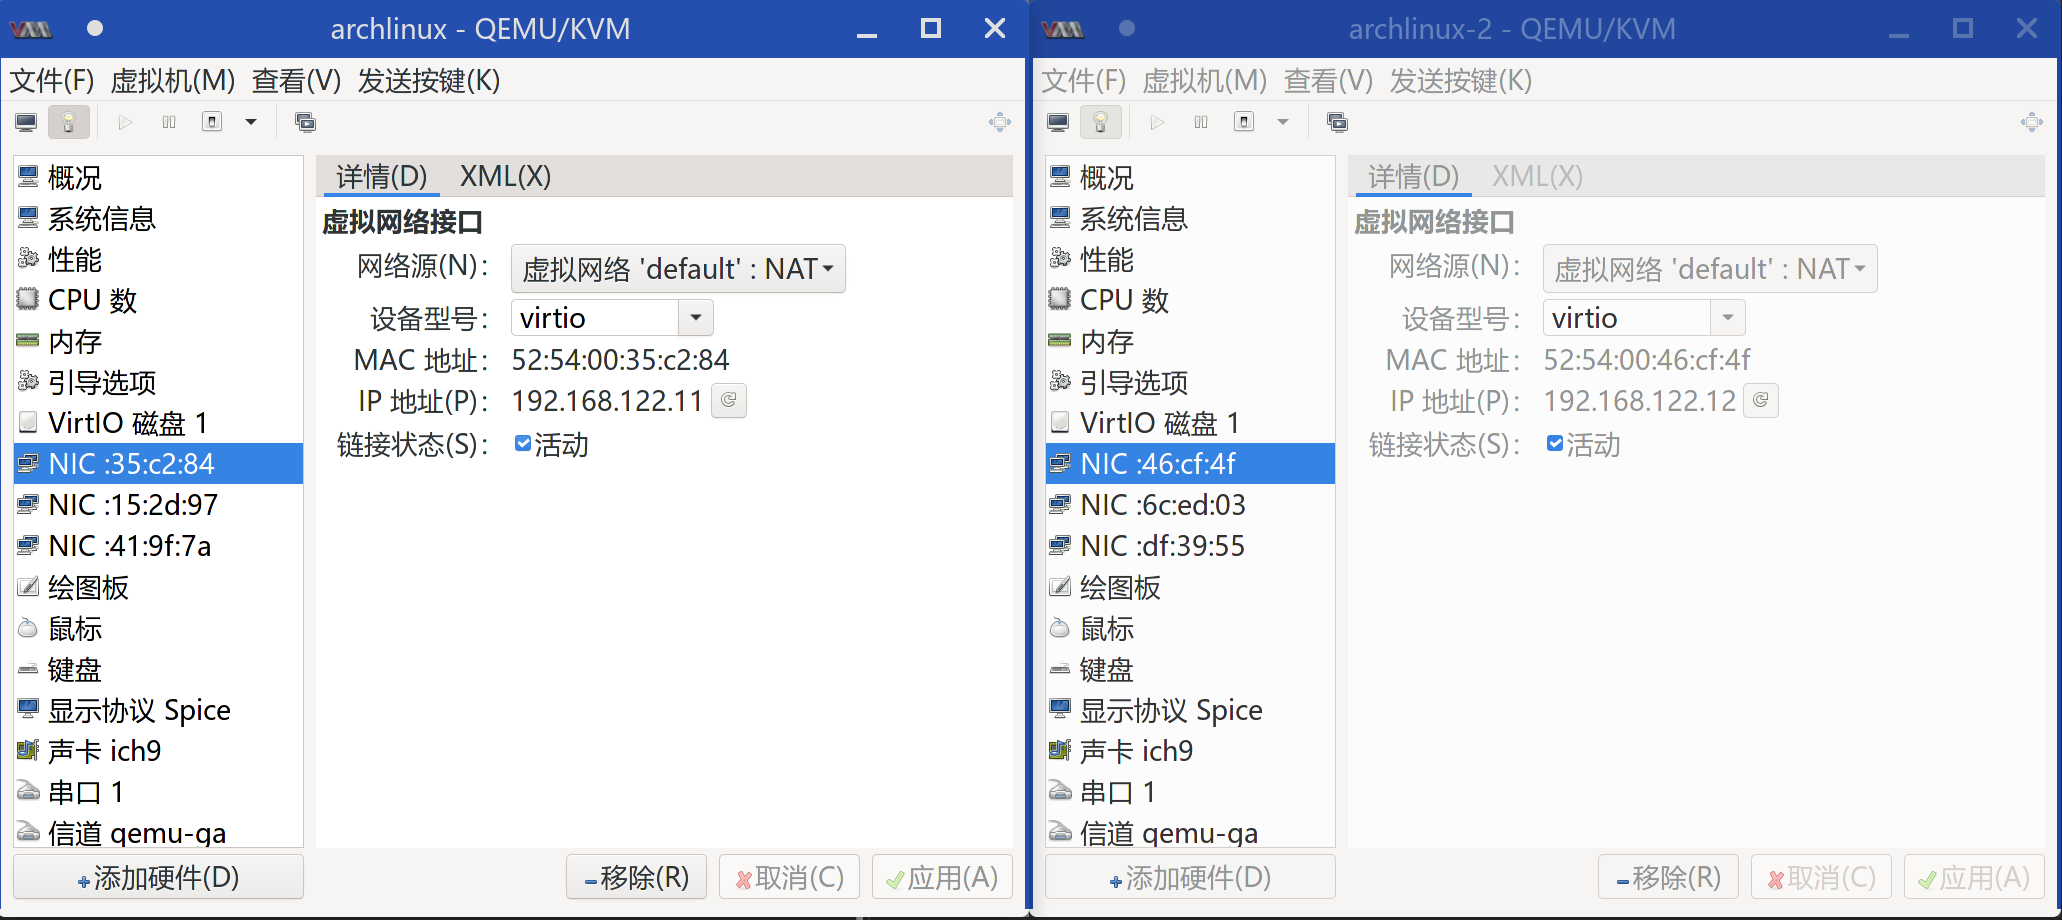 archlinux - QEMU/KVM
文件(F) 虚拟机(M) 查看(V) 发送按键(K)
概况
系统信息
性能
CPU 数
内存
引导选项
VirtIO 磁盘 1
NIC :35:c2:84
NIC :15:2d:97
NIC :41:9f:7a
绘图板
鼠标
键盘
显示协议 Spice
声卡 ich9
串口 1
信道 qemu-ga
添加硬件(D)
详情(D) XML(X)
虚拟网络接口
网络源(N)： 虚拟网络 'default' : NAT
设备型号： virtio
MAC 地址： 52:54:00:35:c2:84
IP 地址(P)： 192.168.122.11
链接状态(S)： 活动
移除(R) 取消(C) 应用(A)
archlinux-2 - QEMU/KVM
文件(F) 虚拟机(M) 查看(V) 发送按键(K)
概况
系统信息
性能
CPU 数
内存
引导选项
VirtIO 磁盘 1
NIC :46:cf:4f
NIC :6c:ed:03
NIC :df:39:55
绘图板
鼠标
键盘
显示协议 Spice
声卡 ich9
串口 1
信道 qemu-ga
添加硬件(D)
详情(D) XML(X)
虚拟网络接口
网络源(N)： 虚拟网络 'default' : NAT
设备型号： virtio
MAC 地址： 52:54:00:46:cf:4f
IP 地址(P)： 192.168.122.12
链接状态(S)： 活动
移除(R) 取消(C) 应用(A)